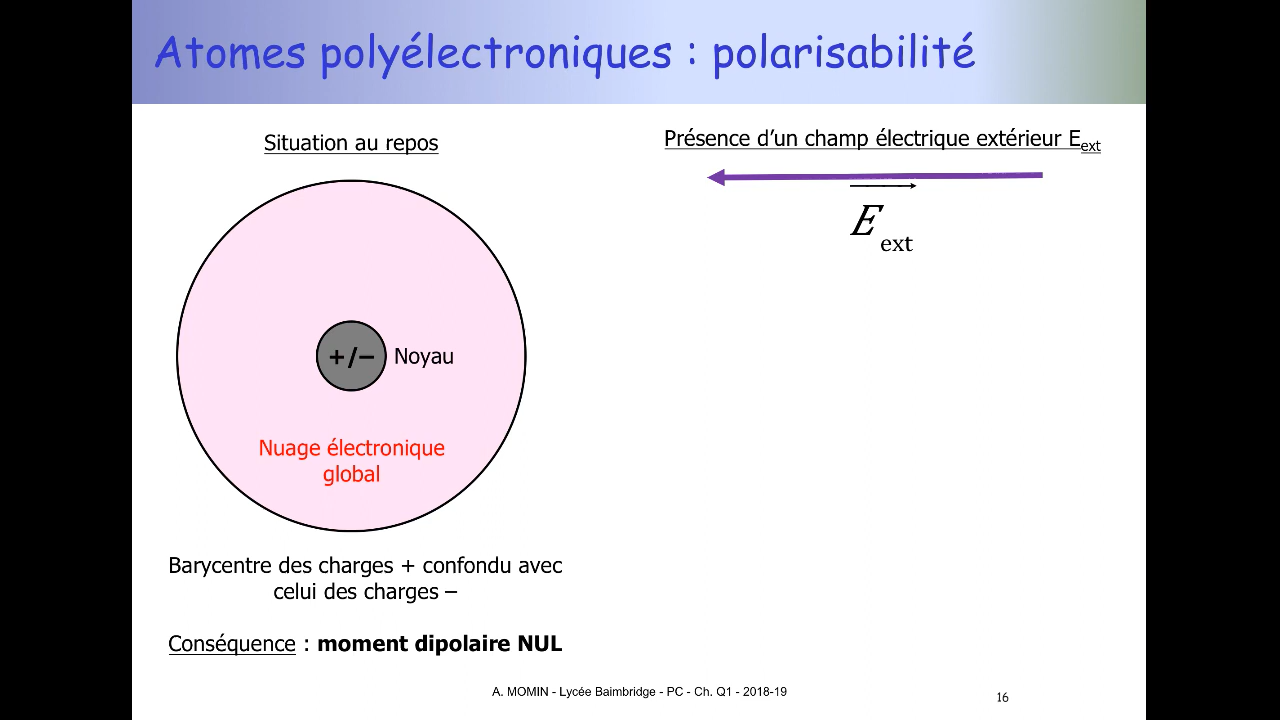 Atomes polyélectroniques : polarisabilité
Situation au repos
+/–
Noyau
Nuage électronique
global
Barycentre des charges + confondu avec
celui des charges –
Conséquence : moment dipolaire NUL
Présence d’un champ électrique extérieur Eext
E ext
A. MOMIN - Lycée Baimbridge - PC - Ch. Q1 - 2018-19
16